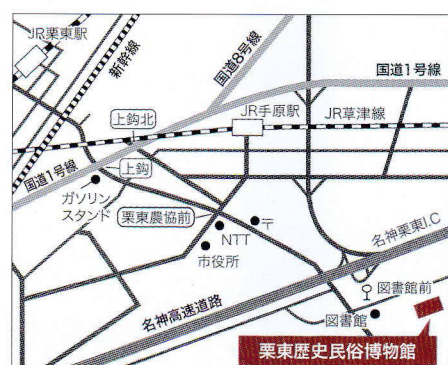 JR栗東駅
新幹線
国道8号線
国道1号線
上鈎北
JR手原駅
JR草津線
国道1号線
上鈎
ガソリン
スタンド
栗東農協前
〒
NTT
市役所
名神栗東I.C
図書館前
名神高速道路
図書館
栗東歴史民俗博物館